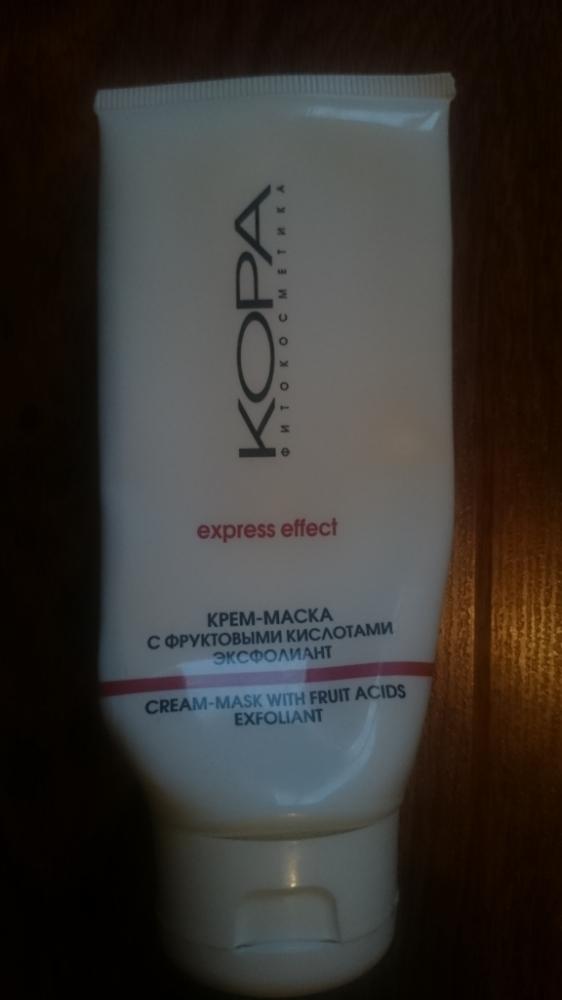 КОРА
ФИТОКОСМЕТИКА
express effect
КРЕМ-МАСКА
С ФРУКТОВЫМИ КИСЛОТАМИ
ЭКСФОЛИАНТ
CREAM-MASK WITH FRUIT ACIDS
EXFOLIANT